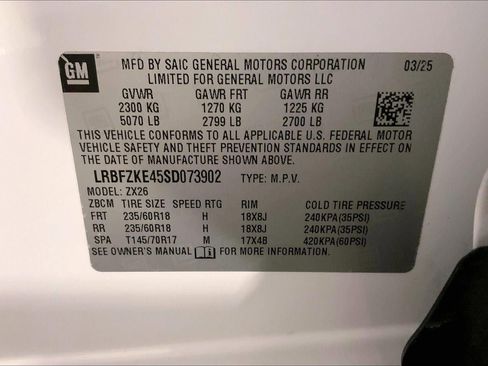 GM
MFD BY SAIC GENERAL MOTORS CORPORATION 03/25
LIMITED FOR GENERAL MOTORS LLC
GVWR GAWR FRT GAWR RR
2300 KG 1270 KG 1225 KG
5070 LB 2799 LB 2700 LB
THIS VEHICLE CONFORMS TO ALL APPLICABLE U.S. FEDERAL MOTOR
VEHICLE SAFETY AND THEFT PREVENTION STANDARDS IN EFFECT ON
THE DATE OF MANUFACTURE SHOWN ABOVE.
LRBFZKE45SD073902 TYPE: M.P.V.
MODEL: ZX26
ZBCM TIRE SIZE SPEED RTG RIM COLD TIRE PRESSURE
FRT 235/60R18 H 18X8J 240KPA(35PSI)
RR 235/60R18 H 18X8J 240KPA(35PSI)
SPA T145/70R17 M 17X4B 420KPA(60PSI)
SEE OWNER'S MANUAL FOR MORE INFORMATION.